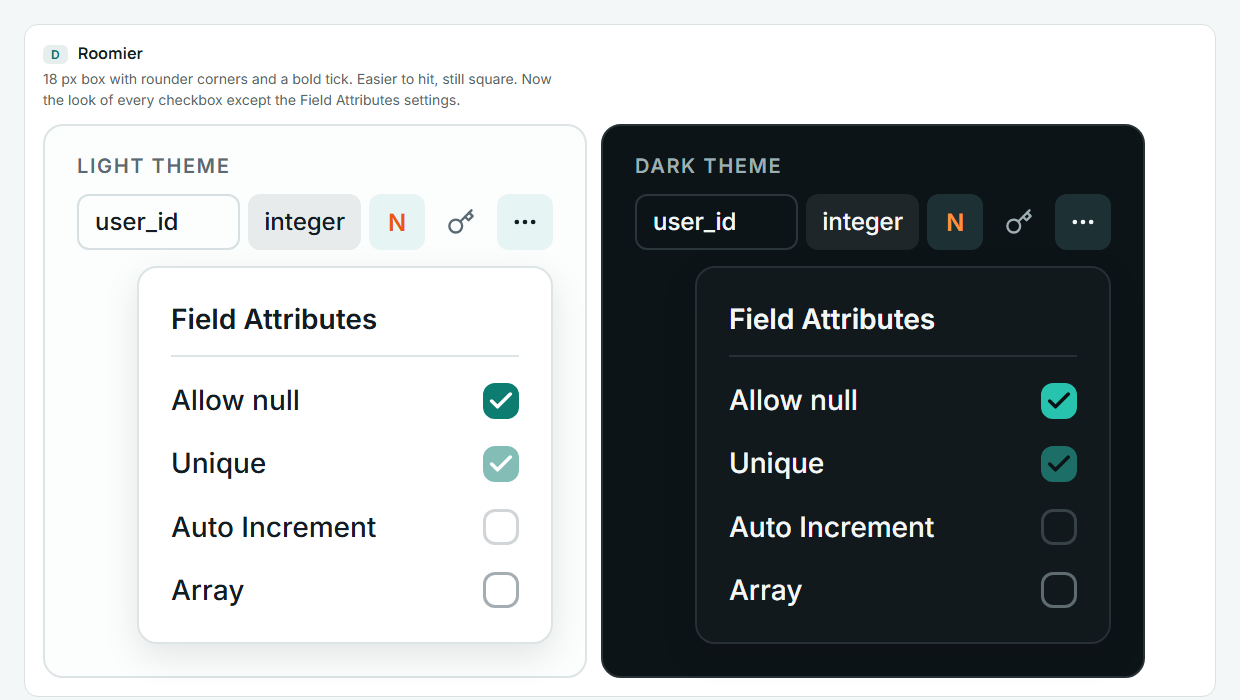 D Roomier
18 px box with rounder corners and a bold tick. Easier to hit, still square. Now
the look of every checkbox except the Field Attributes settings.
LIGHT THEME
user_id integer N ...
Field Attributes
Allow null
Unique
Auto Increment
Array
DARK THEME
user_id integer N ...
Field Attributes
Allow null
Unique
Auto Increment
Array